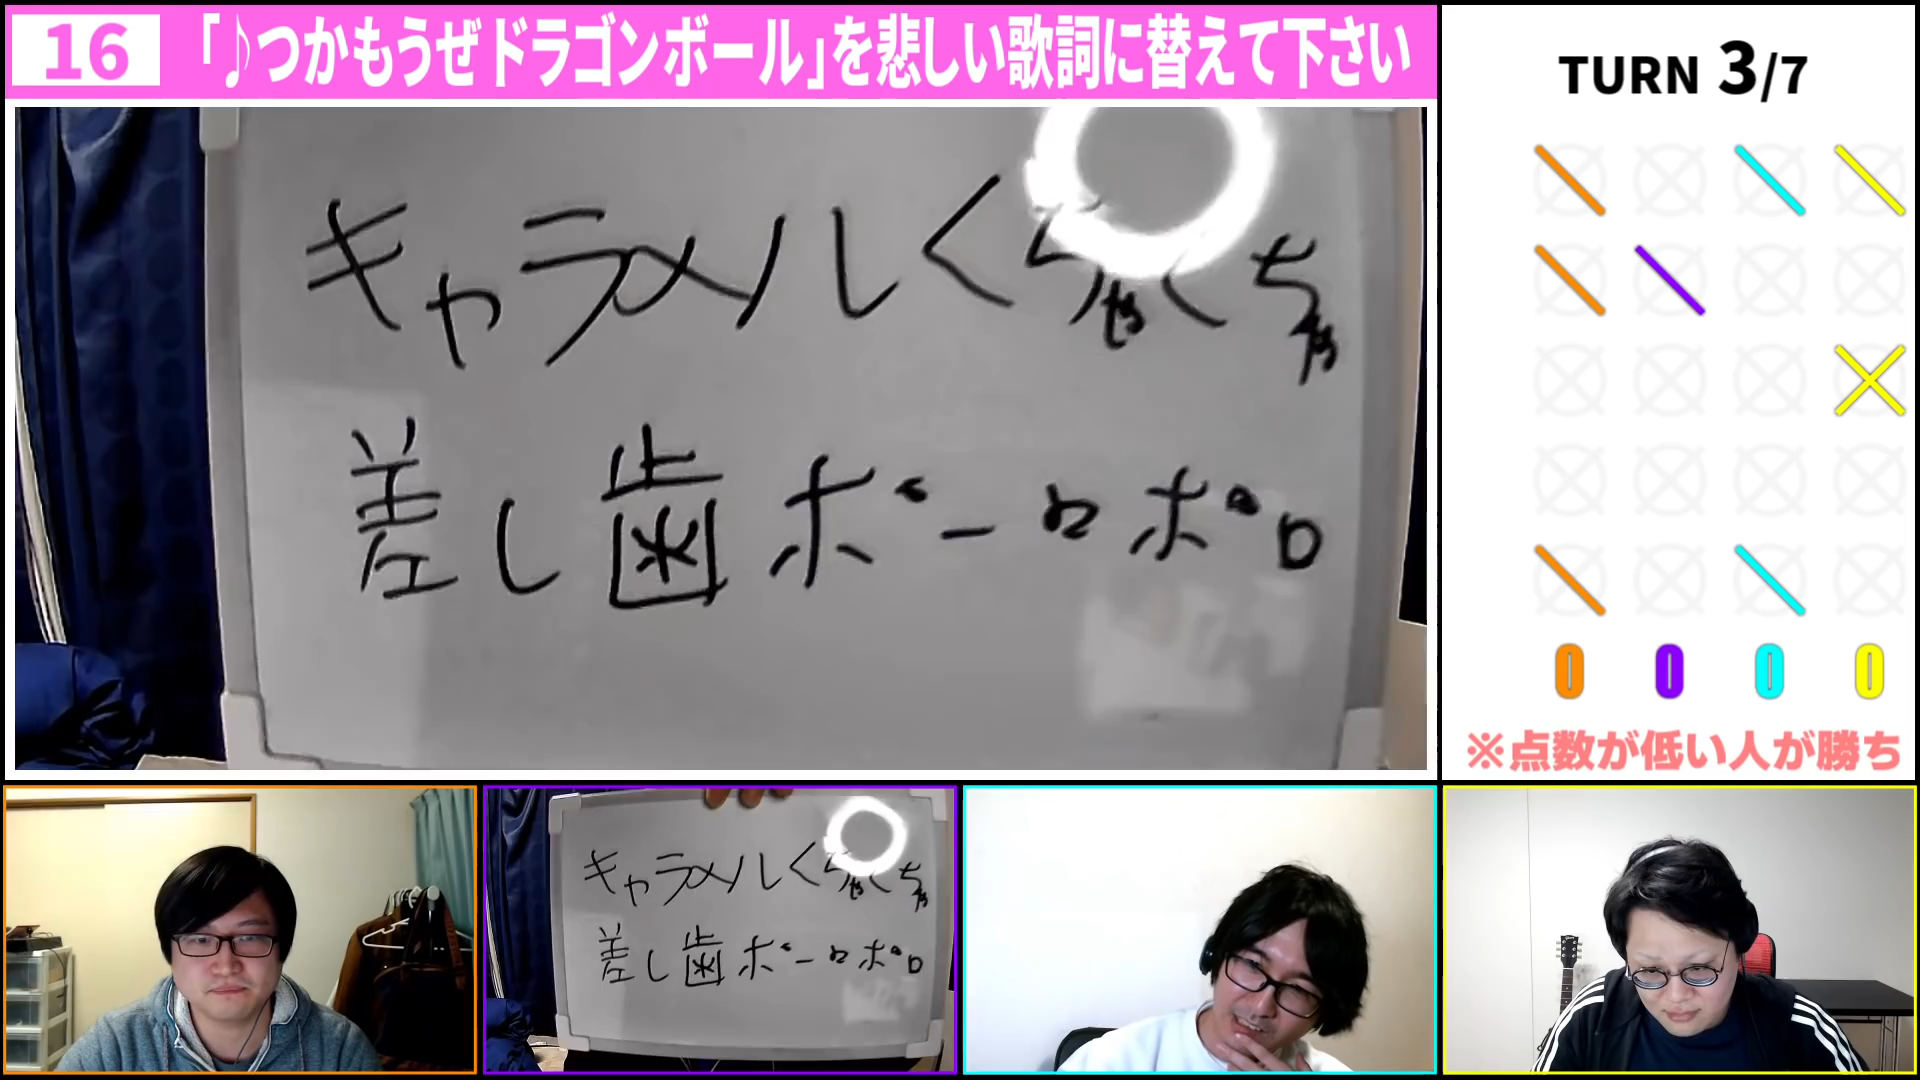 16 「♪つかもうぜドラゴンボール」を悲しい歌詞に替えて下さい
TURN 3/7
キャラメルくちゃくちゃ
差し歯ボーロポロ
0 0 0 0
※点数が低い人が勝ち
キャラメルくちゃくちゃ
差し歯ボーロポロ